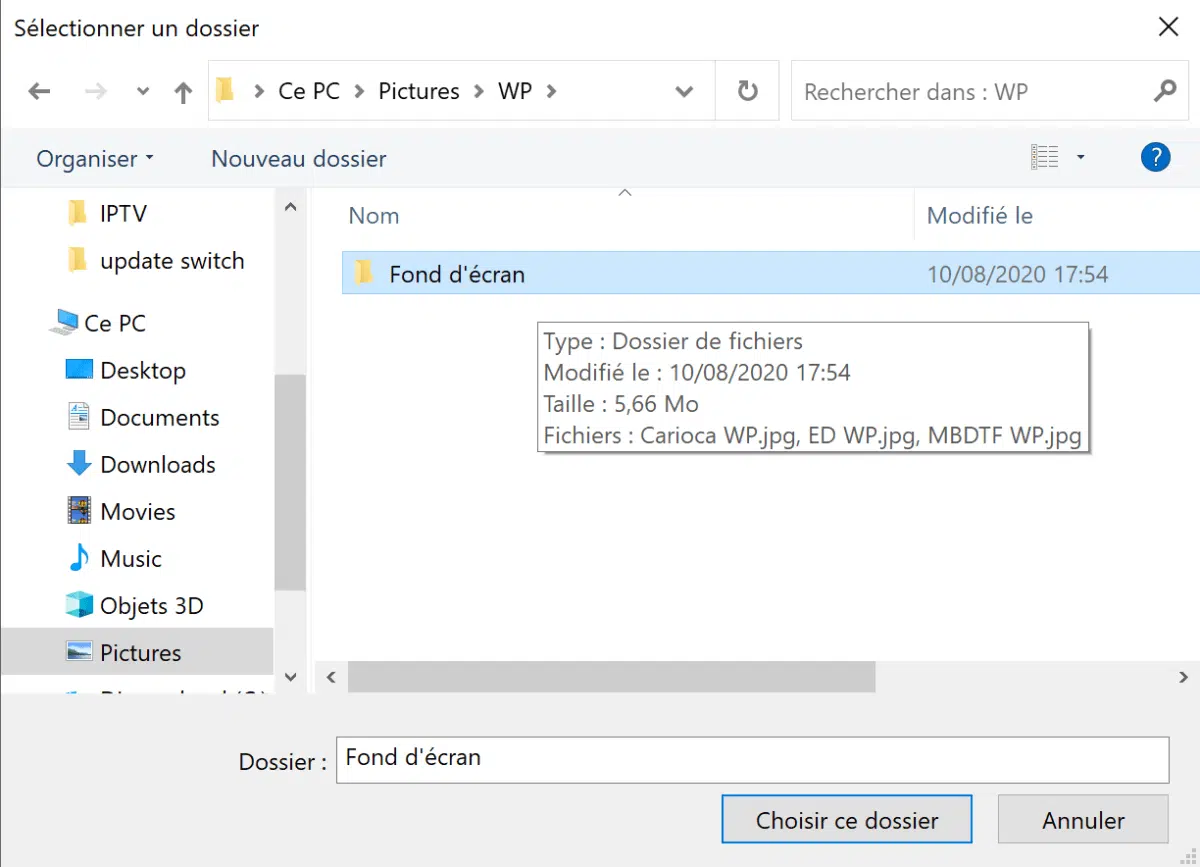 Sélectionner un dossier
Ce PC > Pictures > WP >
Rechercher dans : WP
Organiser
Nouveau dossier
?
IPTV
update switch
Ce PC
Desktop
Documents
Downloads
Movies
Music
Objets 3D
Pictures
Nom
Modifié le
Fond d'écran
10/08/2020 17:54
Type : Dossier de fichiers
Modifié le : 10/08/2020 17:54
Taille : 5,66 Mo
Fichiers : Carioca WP.jpg, ED WP.jpg, MBDTF WP.jpg
Dossier :
Fond d'écran
Choisir ce dossier
Annuler